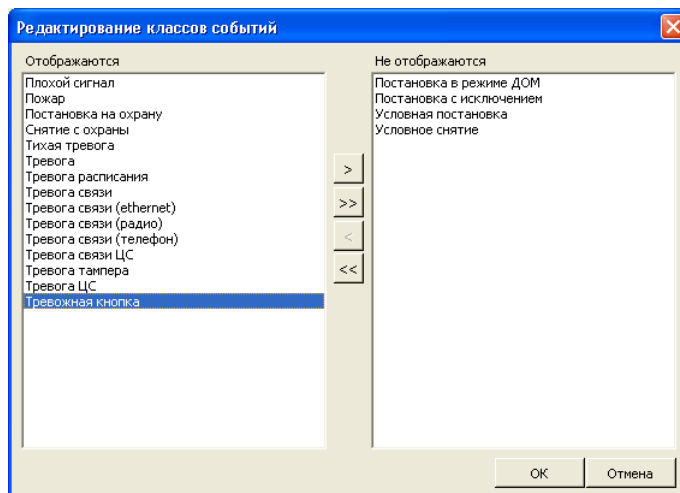 Редактирование классов событий
Отображаются
Плохой сигнал
Пожар
Постановка на охрану
Снятие с охраны
Тихая тревога
Тревога
Тревога расписания
Тревога связи
Тревога связи (ethernet)
Тревога связи (радио)
Тревога связи (телефон)
Тревога связи ЦС
Тревога тампера
Тревога ЦС
Тревожная кнопка
>
>>
<
<<
Не отображаются
Постановка в режиме ДОМ
Постановка с исключением
Условная постановка
Условное снятие
OK
Отмена